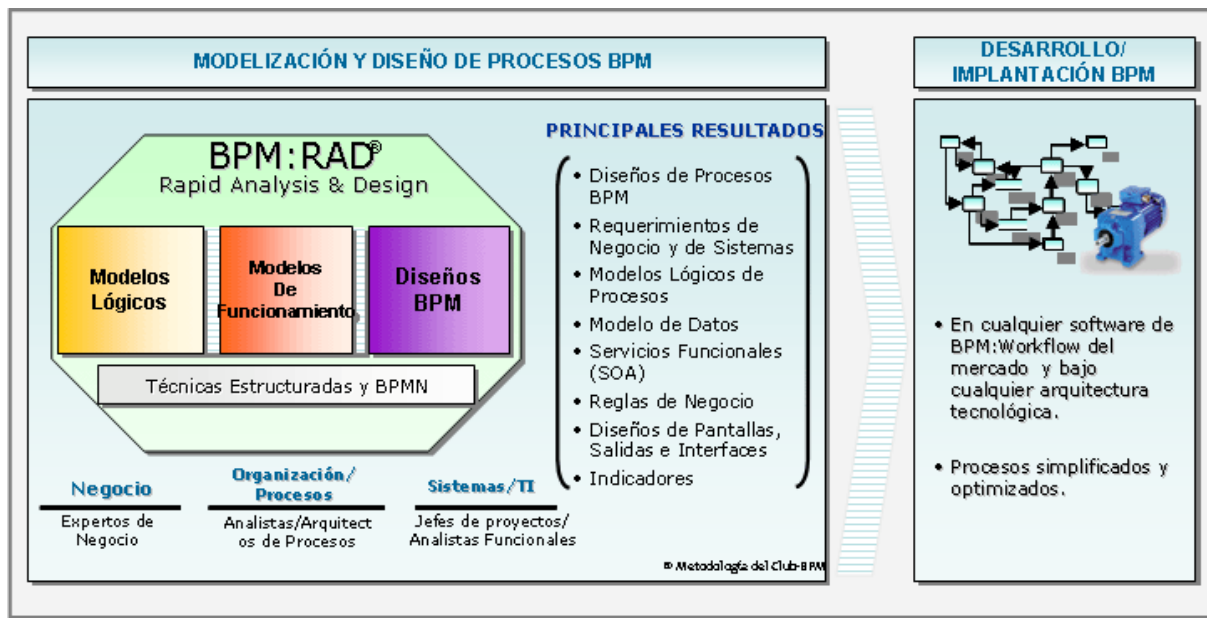 MODELIZACIÓN Y DISEÑO DE PROCESOS BPM
BPM:RAD®
Rapid Analysis & Design
Modelos
Lógicos
Modelos
De
Funcionamiento
Diseños
BPM
Técnicas Estructuradas y BPMN
Negocio
Expertos de
Negocio
Organización/
Procesos
Analistas/Arquitect
os de Procesos
Sistemas/TI
Jefes de proyectos/
Analistas Funcionales
PRINCIPALES RESULTADOS
• Diseños de Procesos
BPM
• Requerimientos de
Negocio y de Sistemas
• Modelos Lógicos de
Procesos
• Modelo de Datos
• Servicios Funcionales
(SOA)
• Reglas de Negocio
• Diseños de Pantallas,
Salidas e Interfaces
• Indicadores
® Metodología del Club-BPM
DESARROLLO/
IMPLANTACIÓN BPM
• En cualquier software de
BPM:Workflow del
mercado y bajo
cualquier arquitectura
tecnológica.
• Procesos simplificados y
optimizados.